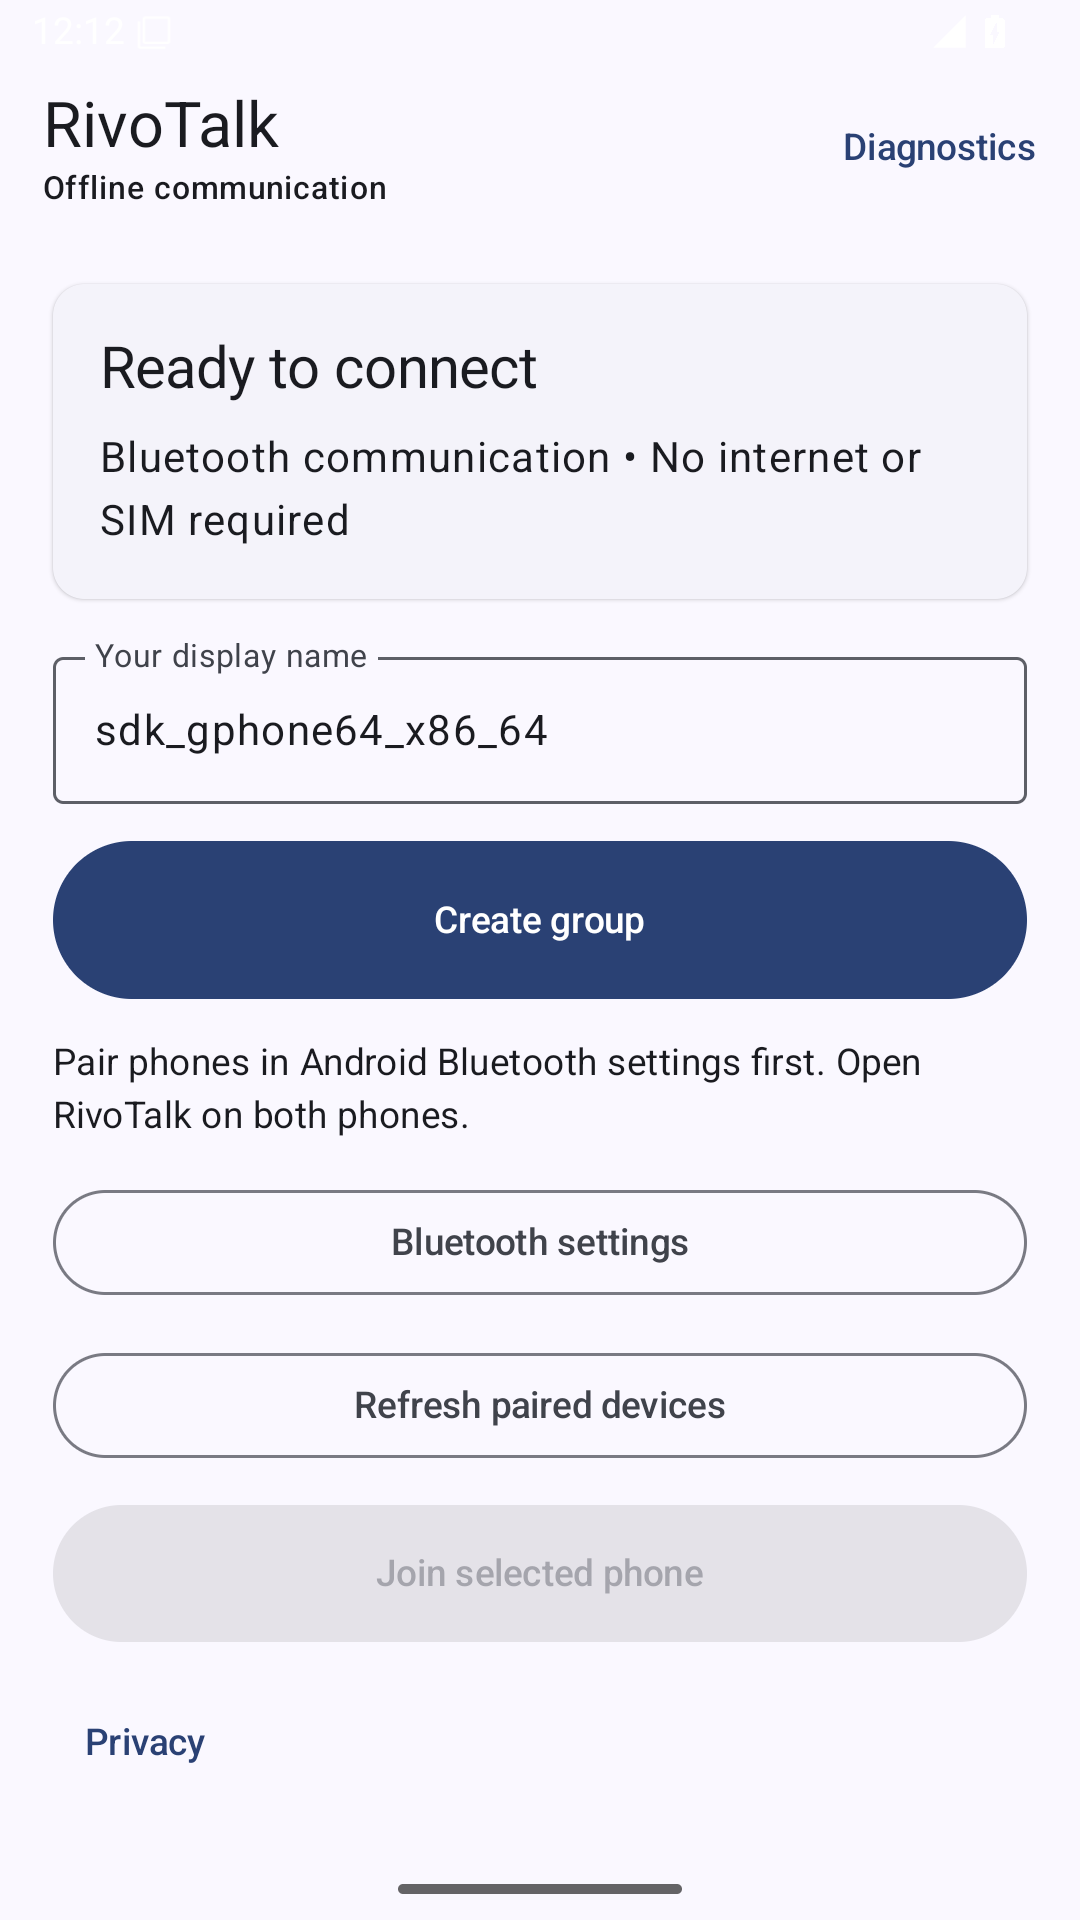 12:12
RivoTalk
Offline communication
Diagnostics
Ready to connect
Bluetooth communication • No internet or
SIM required
Your display name
sdk_gphone64_x86_64
Create group
Pair phones in Android Bluetooth settings first. Open
RivoTalk on both phones.
Bluetooth settings
Refresh paired devices
Join selected phone
Privacy